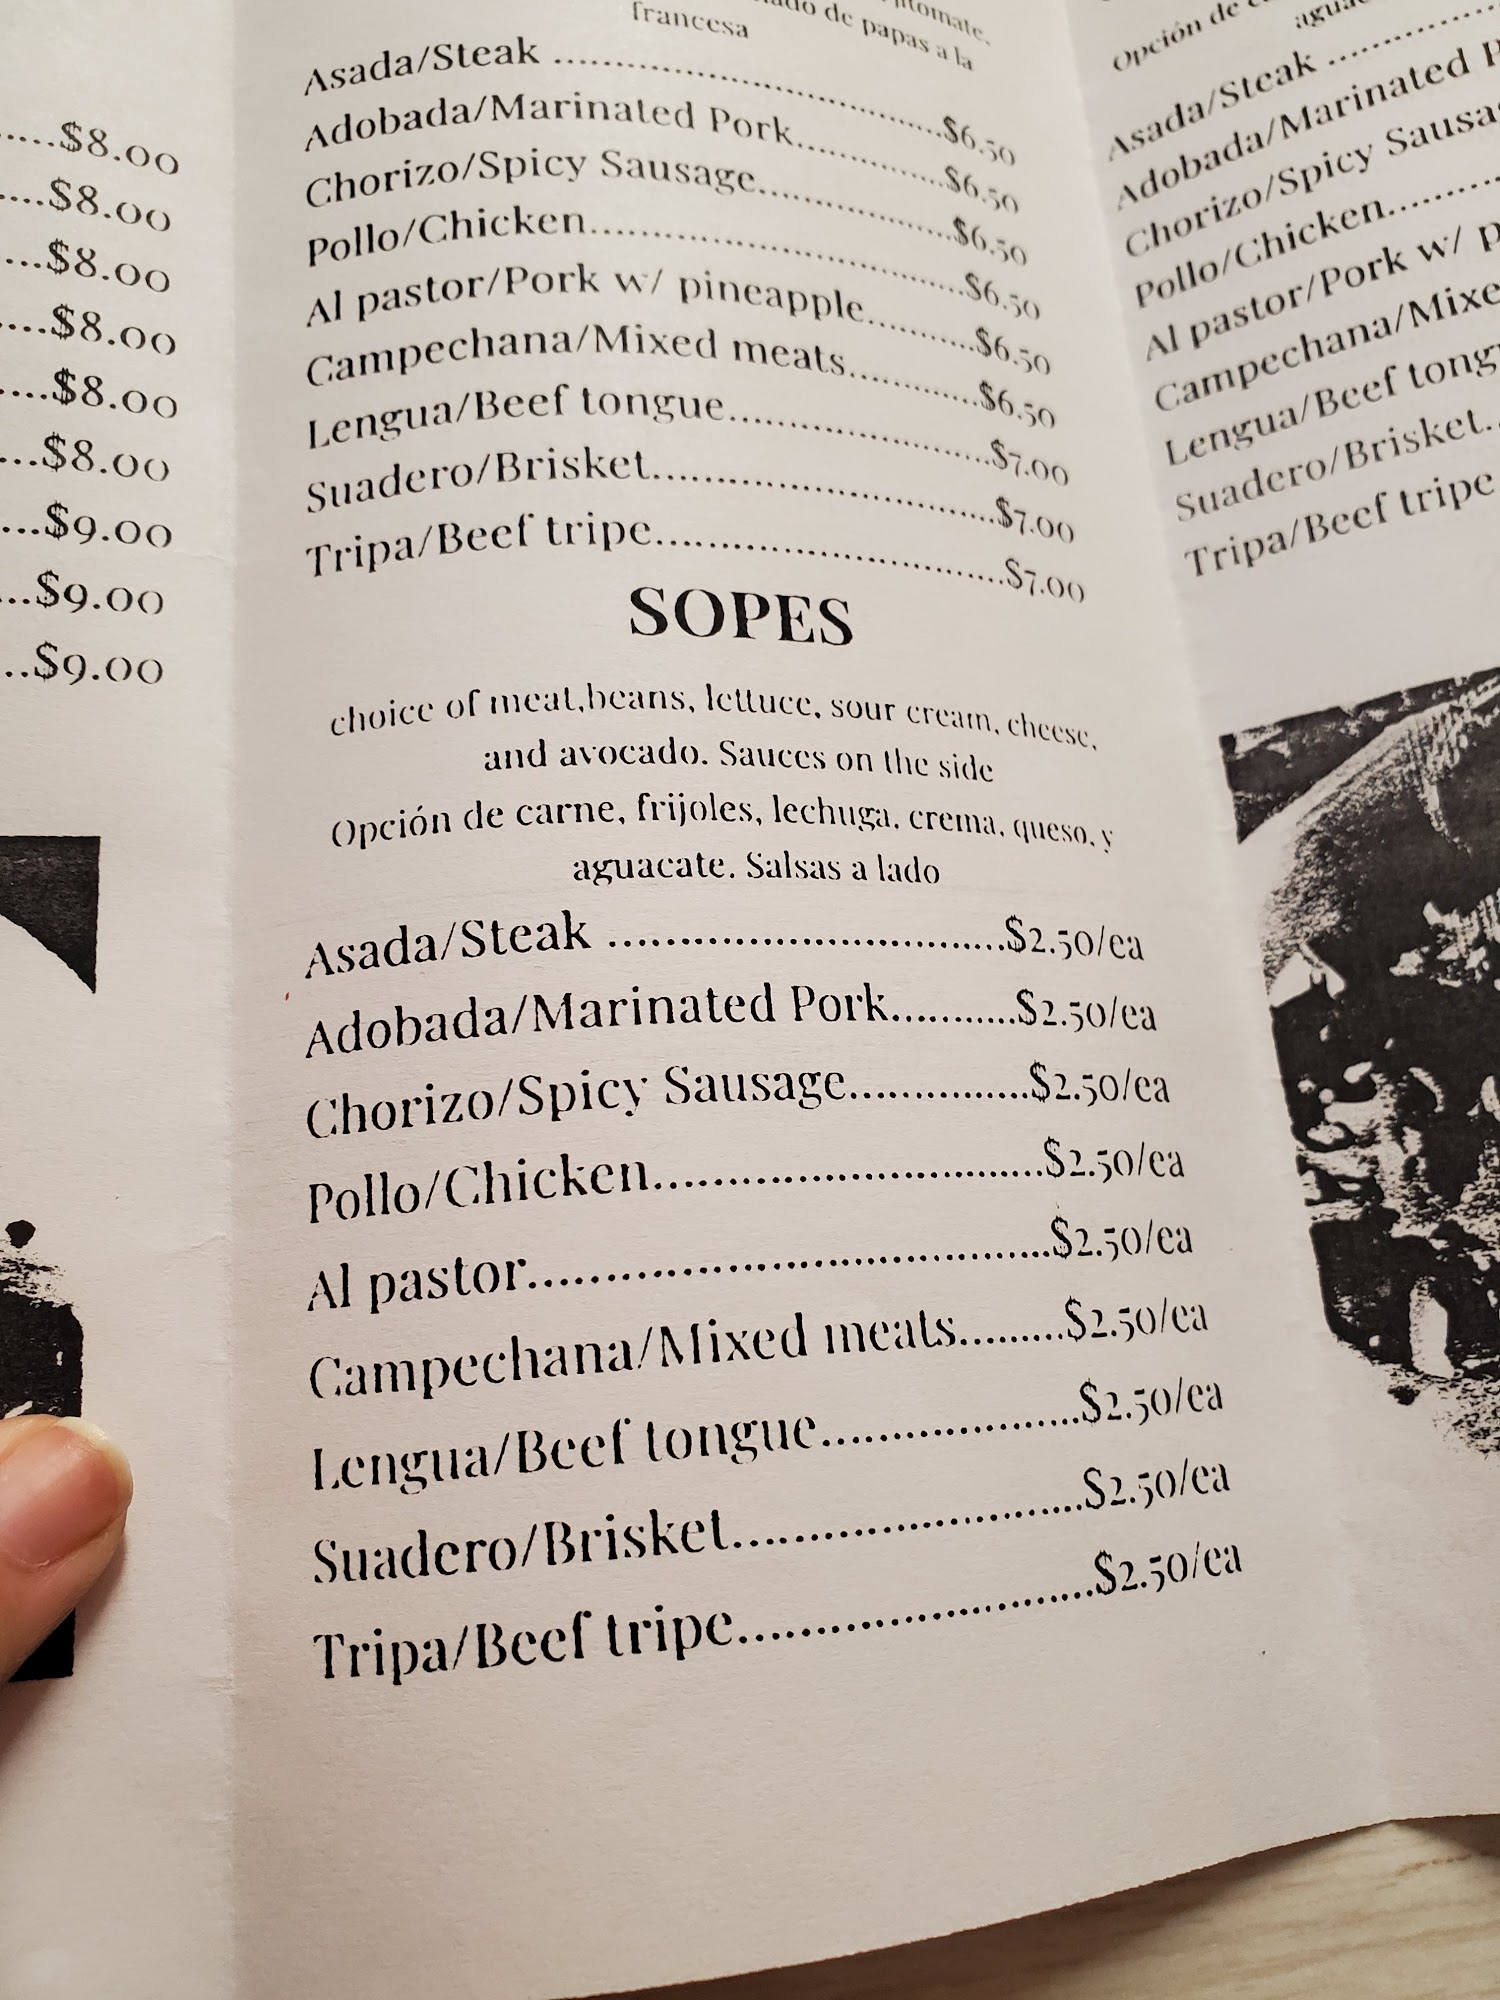 $8.00
$8.00
$8.00
$8.00
$8.00
$8.00
$9.00
$9.00
$9.00
de papas a la
francesa
Asada/Steak ........................................$6.50
Adobada/Marinated Pork................$6.50
Chorizo/Spicy Sausage....................$6.50
Pollo/Chicken.....................................$6.50
Al pastor/Pork w/ pineapple...........$6.50
Campechana/Mixed meats.............$6.50
Lengua/Beef tongue..........................$7.00
Suadero/Brisket.................................$7.00
Tripa/Beef tripe..................................$7.00
SOPES
choice of meat,beans, lettuce, sour cream, cheese,
and avocado. Sauces on the side
Opción de carne, frijoles, lechuga, crema, queso, y
aguacate. Salsas a lado
Asada/Steak .................................$2.50/ea
Adobada/Marinated Pork...........$2.50/ea
Chorizo/Spicy Sausage...............$2.50/ea
Pollo/Chicken................................$2.50/ea
Al pastor..........................................$2.50/ea
Campechana/Mixed meats.........$2.50/ea
Lengua/Beef tongue.....................$2.50/ea
Suadero/Brisket............................$2.50/ea
Tripa/Beef tripe.............................$2.50/ea
Opción de
Asada/Steak
Adobada/Marinated
Chorizo/Spicy
Pollo/Chicken
Al pastor/Pork w/
Campechana/
Lengua/Beef
Suadero/Brisket
Tripa/Beef tripe